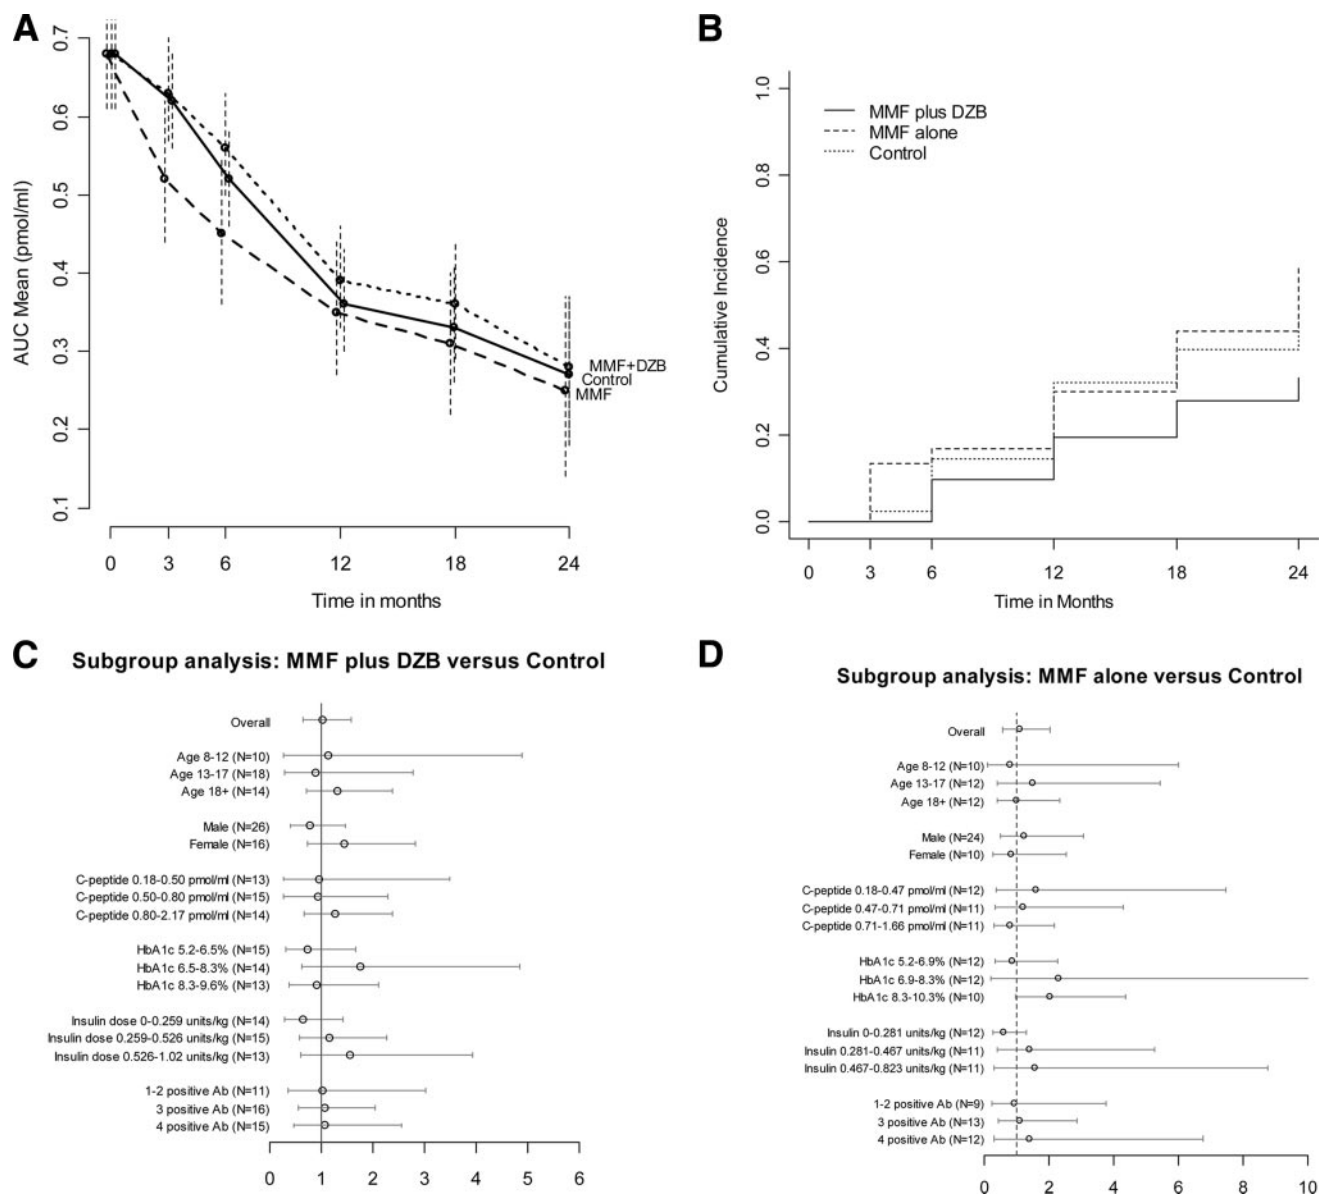 A
0.7
0.6
0.5
0.4
0.3
0.2
0.1
AUC Mean (pmol/ml)
MMF+DZB
Control
MMF
0 3 6 12 18 24
Time in months
B
1.0
0.8
0.6
0.4
0.2
0.0
Cumulative Incidence
MMF plus DZB
MMF alone
Control
0 3 6 12 18 24
Time in Months
C
Subgroup analysis: MMF plus DZB versus Control
Overall
Age 8-12 (N=10)
Age 13-17 (N=18)
Age 18+ (N=14)
Male (N=26)
Female (N=16)
C-peptide 0.18-0.50 pmol/ml (N=13)
C-peptide 0.50-0.80 pmol/ml (N=15)
C-peptide 0.80-2.17 pmol/ml (N=14)
HbA1c 5.2-6.5% (N=15)
HbA1c 6.5-8.3% (N=14)
HbA1c 8.3-9.6% (N=13)
Insulin dose 0-0.259 units/kg (N=14)
Insulin dose 0.259-0.526 units/kg (N=15)
Insulin dose 0.526-1.02 units/kg (N=13)
1-2 positive Ab (N=11)
3 positive Ab (N=16)
4 positive Ab (N=15)
0 1 2 3 4 5 6
D
Subgroup analysis: MMF alone versus Control
Overall
Age 8-12 (N=10)
Age 13-17 (N=12)
Age 18+ (N=12)
Male (N=24)
Female (N=10)
C-peptide 0.18-0.47 pmol/ml (N=12)
C-peptide 0.47-0.71 pmol/ml (N=11)
C-peptide 0.71-1.66 pmol/ml (N=11)
HbA1c 5.2-6.9% (N=12)
HbA1c 6.9-8.3% (N=12)
HbA1c 8.3-10.3% (N=10)
Insulin 0-0.281 units/kg (N=12)
Insulin 0.281-0.467 units/kg (N=11)
Insulin 0.467-0.823 units/kg (N=11)
1-2 positive Ab (N=9)
3 positive Ab (N=13)
4 positive Ab (N=12)
0 2 4 6 8 10